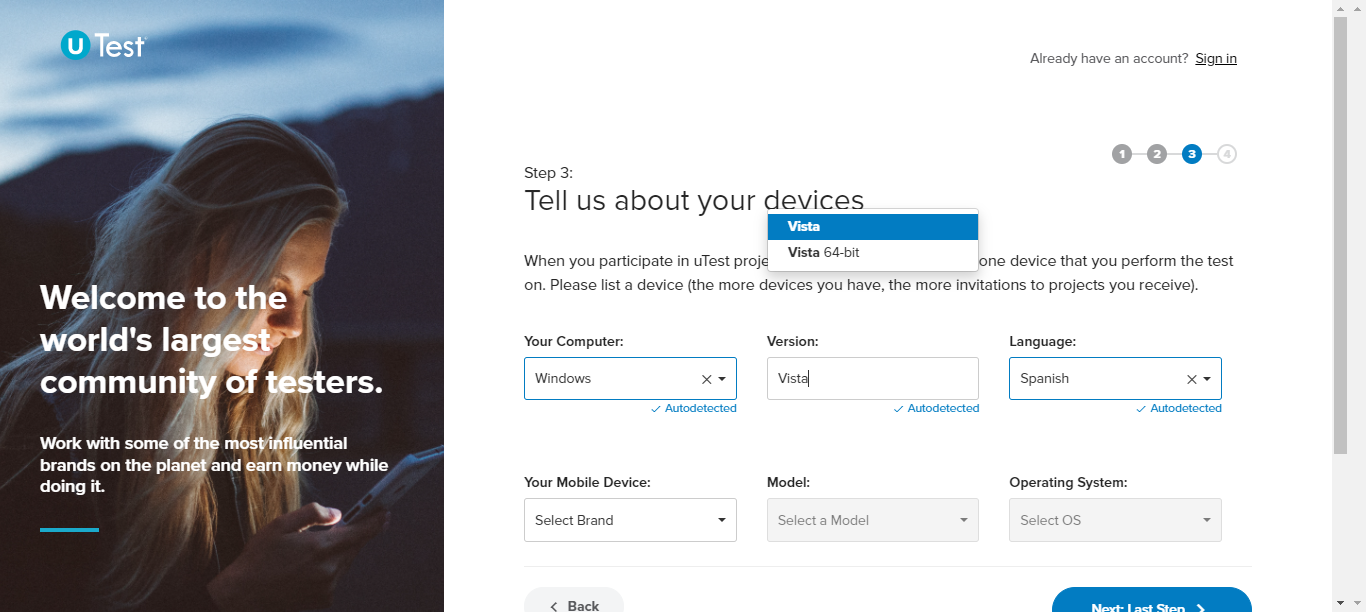 U Test
Already have an account? Sign in
1 2 3 4
Step 3:
Tell us about your devices
Vista
Vista 64-bit
When you participate in uTest proje one device that you perform the test
on. Please list a device (the more devices you have, the more invitations to projects you receive).
Your Computer: Version: Language:
Windows Vista Spanish
Autodetected Autodetected Autodetected
Your Mobile Device: Model: Operating System:
Select Brand Select a Model Select OS
Back Next: Last Step
Welcome to the
world's largest
community of testers.
Work with some of the most influential
brands on the planet and earn money while
doing it.